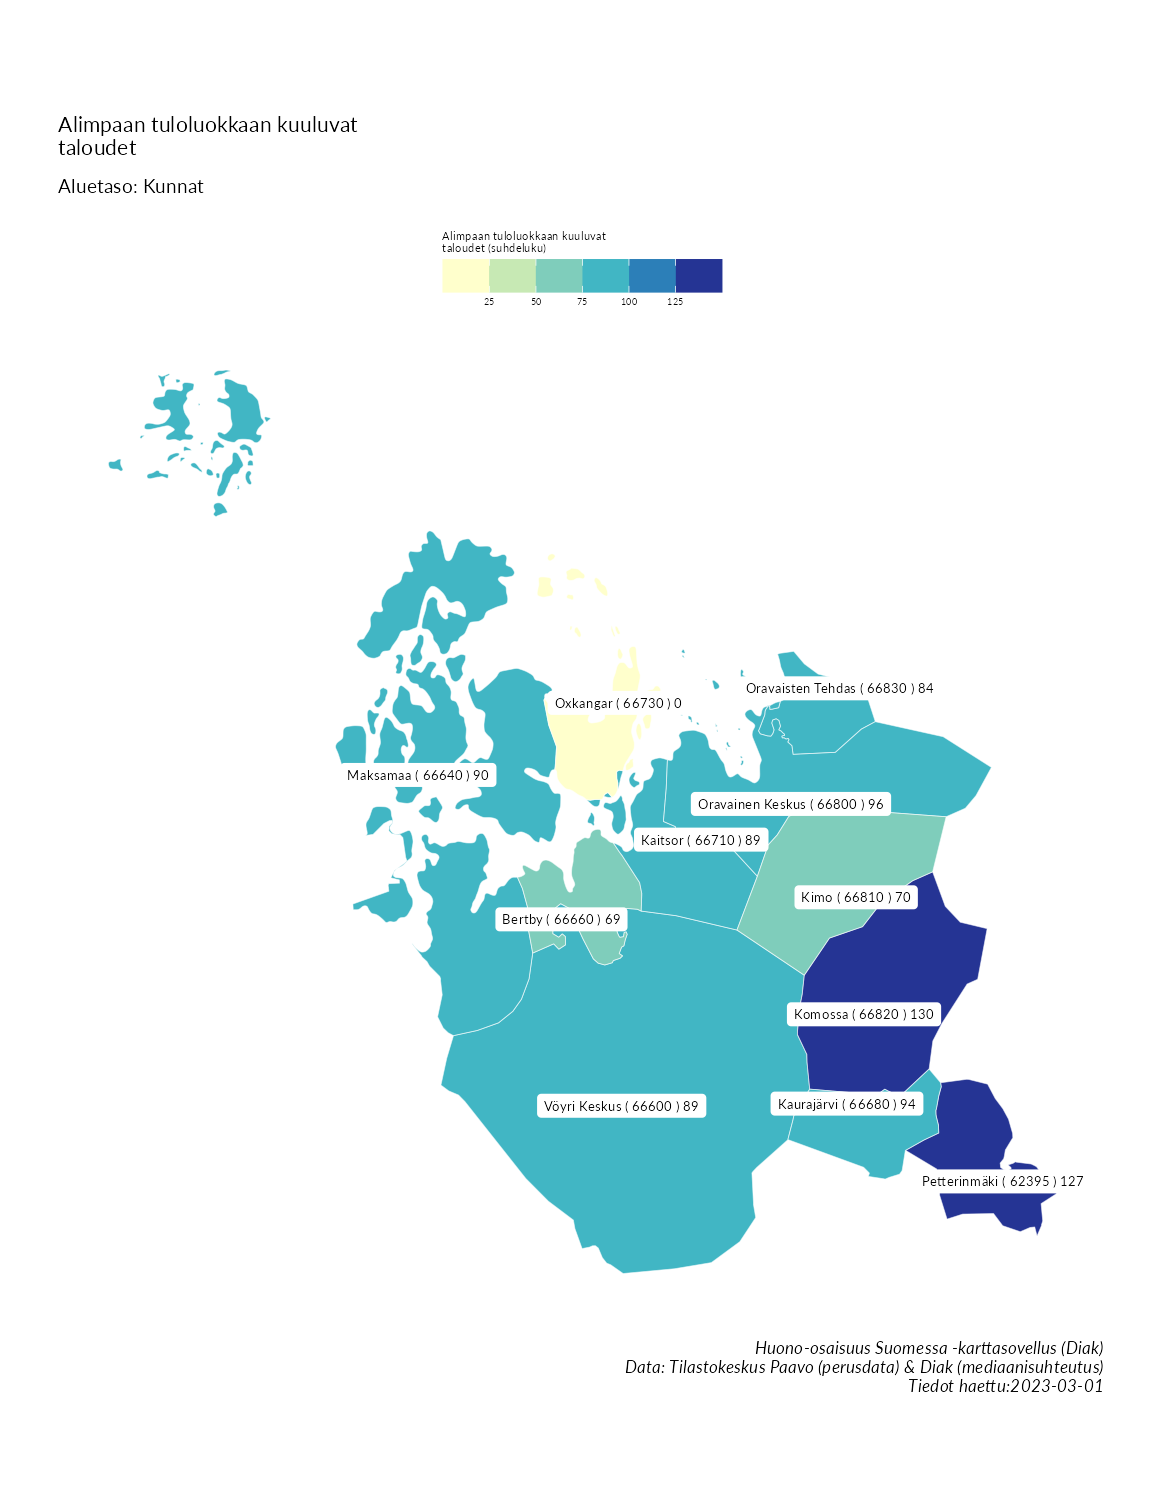 Alimpaan tuloluokkaan kuuluvat
taloudet
Aluetaso: Kunnat
Alimpaan tuloluokkaan kuuluvat
taloudet (suhdeluku)
25 50 75 100 125
Oravaisten Tehdas ( 66830 ) 84
Oxkangar ( 66730 ) 0
Maksamaa ( 66640 ) 90
Oravainen Keskus ( 66800 ) 96
Kaitsor ( 66710 ) 89
Kimo ( 66810 ) 70
Bertby ( 66660 ) 69
Komossa ( 66820 ) 130
Vöyri Keskus ( 66600 ) 89
Kaurajärvi ( 66680 ) 94
Petterinmäki ( 62395 ) 127
Huono-osaisuus Suomessa -karttasovellus (Diak)
Data: Tilastokeskus Paavo (perusdata) & Diak (mediaanisuhteutus)
Tiedot haettu:2023-03-01